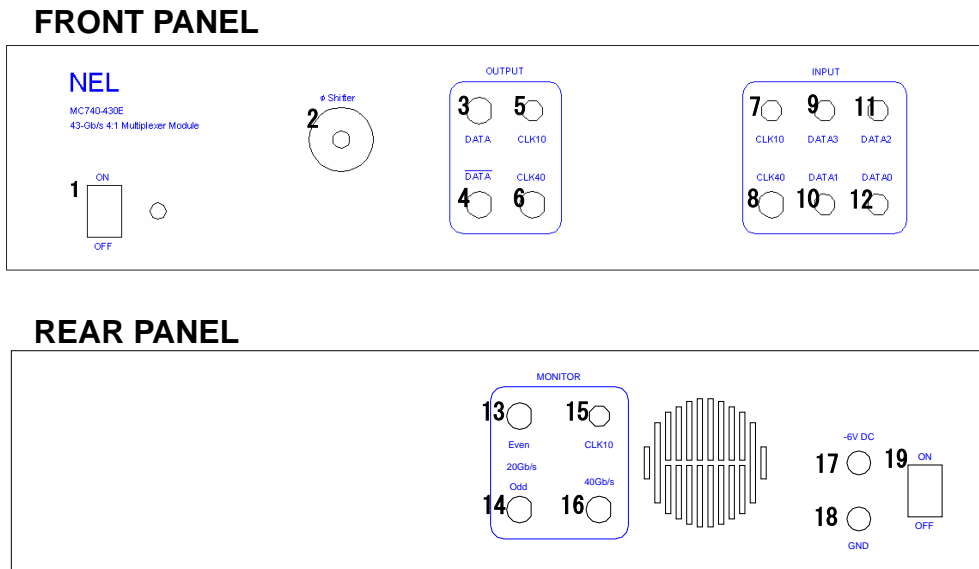 FRONT PANEL
NEL
MC740-430E
43-Gb/s 4:1 Multiplexer Module
1
ON
OFF
ø Shifter
2
OUTPUT
3
5
DATA
CLK10
DATA
CLK40
4
6
INPUT
7
9
11
CLK10
DATA3
DATA2
CLK40
DATA1
DATA0
8
10
12
REAR PANEL
MONITOR
13
15
Even
CLK10
20Gb/s
Odd
40Gb/s
14
16
-6V DC
17
18
GND
19
ON
OFF